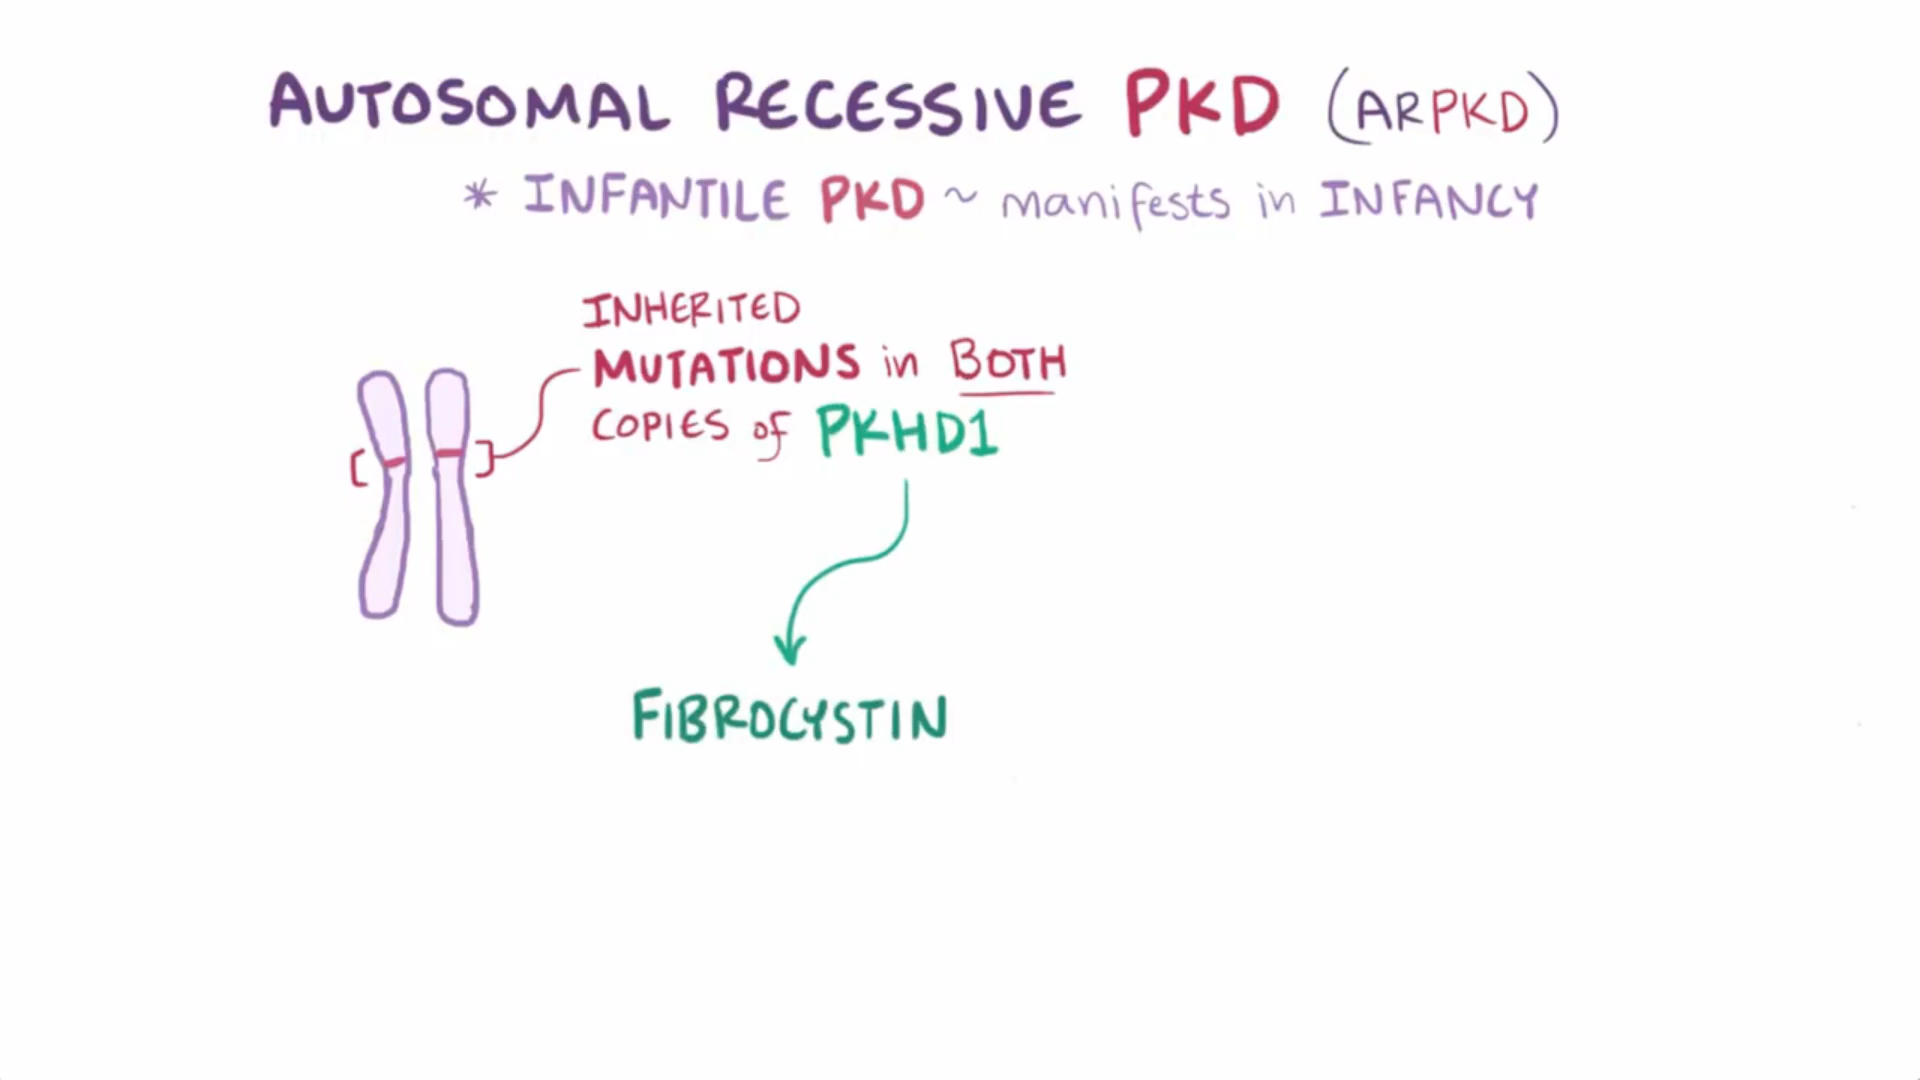 AUTOSOMAL RECESSIVE PKD (ARPKD)
* INFANTILE PKD ~ manifests in INFANCY
INHERITED
MUTATIONS in BOTH
COPIES of PKHD1
FIBROCYSTIN